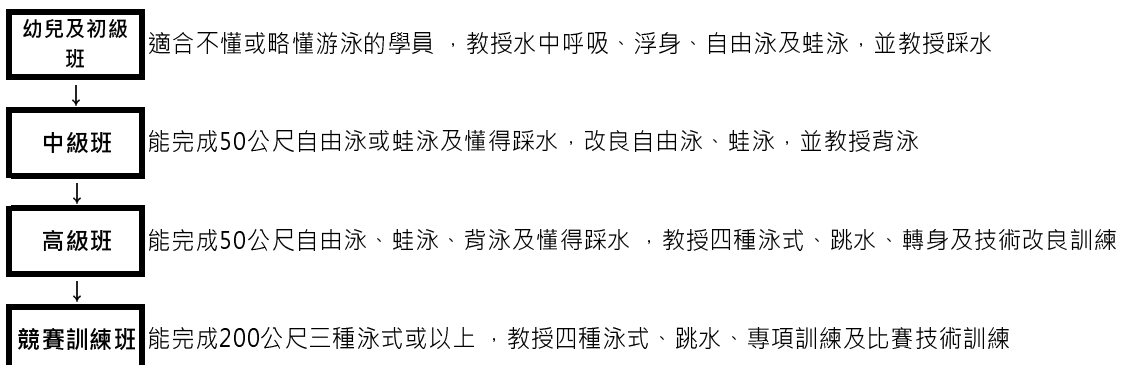 幼兒及初級
班
適合不懂或略懂游泳的學員 ，教授水中呼吸、浮身、自由泳及蛙泳，並教授踩水
↓
中級班 能完成50公尺自由泳或蛙泳及懂得踩水，改良自由泳、蛙泳，並教授背泳
↓
高級班 能完成50公尺自由泳、蛙泳、背泳及懂得踩水 ，教授四種泳式、跳水、轉身及技術改良訓練
↓
競賽訓練班 能完成200公尺三種泳式或以上 ，教授四種泳式、跳水、專項訓練及比賽技術訓練